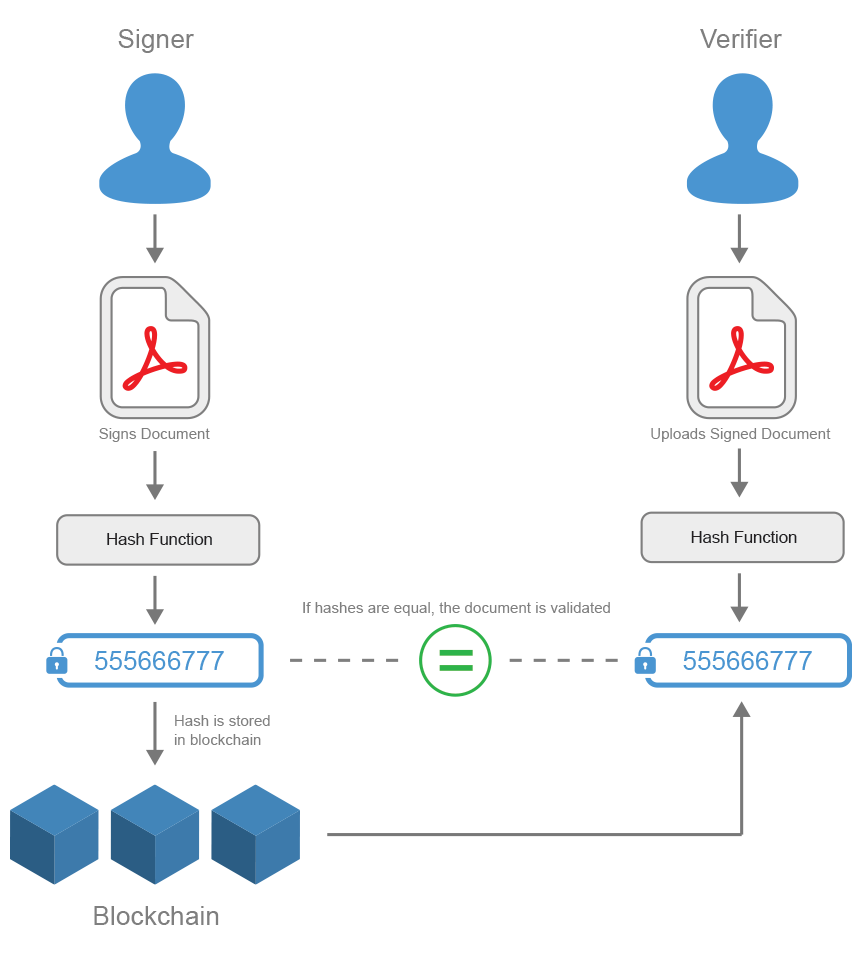 Signer
Verifier
Signs Document
Uploads Signed Document
Hash Function
Hash Function
If hashes are equal, the document is validated
555666777
555666777
Hash is stored
in blockchain
Blockchain